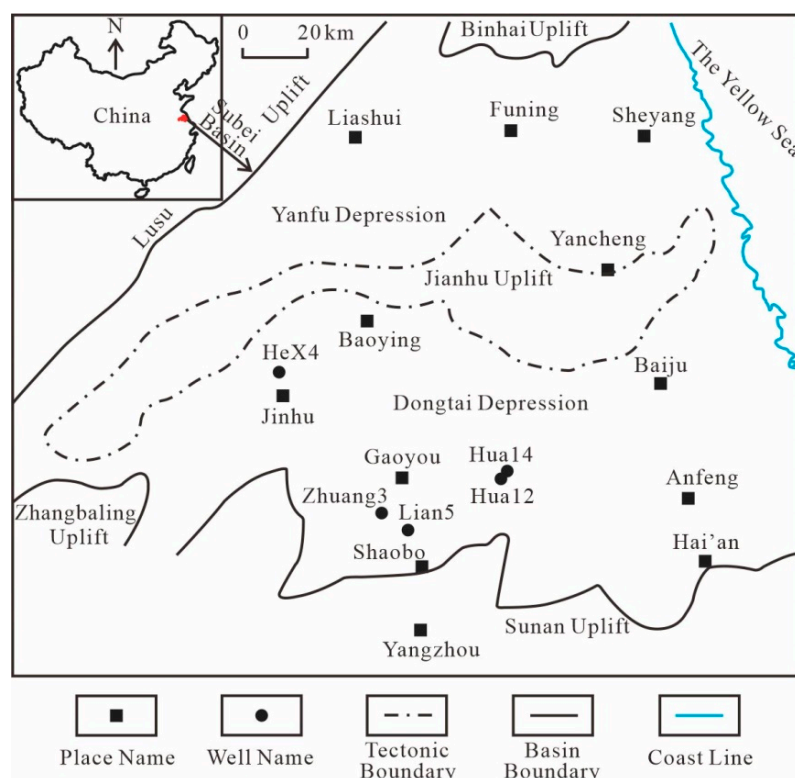 N
0 20 km
China
Subei
Basin
Lusu
Uplift
Binhai Uplift
The Yellow Sea
Liashui
Funing
Sheyang
Yanfu Depression
Yancheng
Jianhu Uplift
Baoying
HeX4
Jinhu
Baiju
Dongtai Depression
Gaoyou
Hua14
Hua12
Zhuang3
Lian5
Anfeng
Zhangbaling
Uplift
Shaobo
Hai'an
Sunan Uplift
Yangzhou
Place Name
Well Name
Tectonic
Boundary
Basin
Boundary
Coast Line